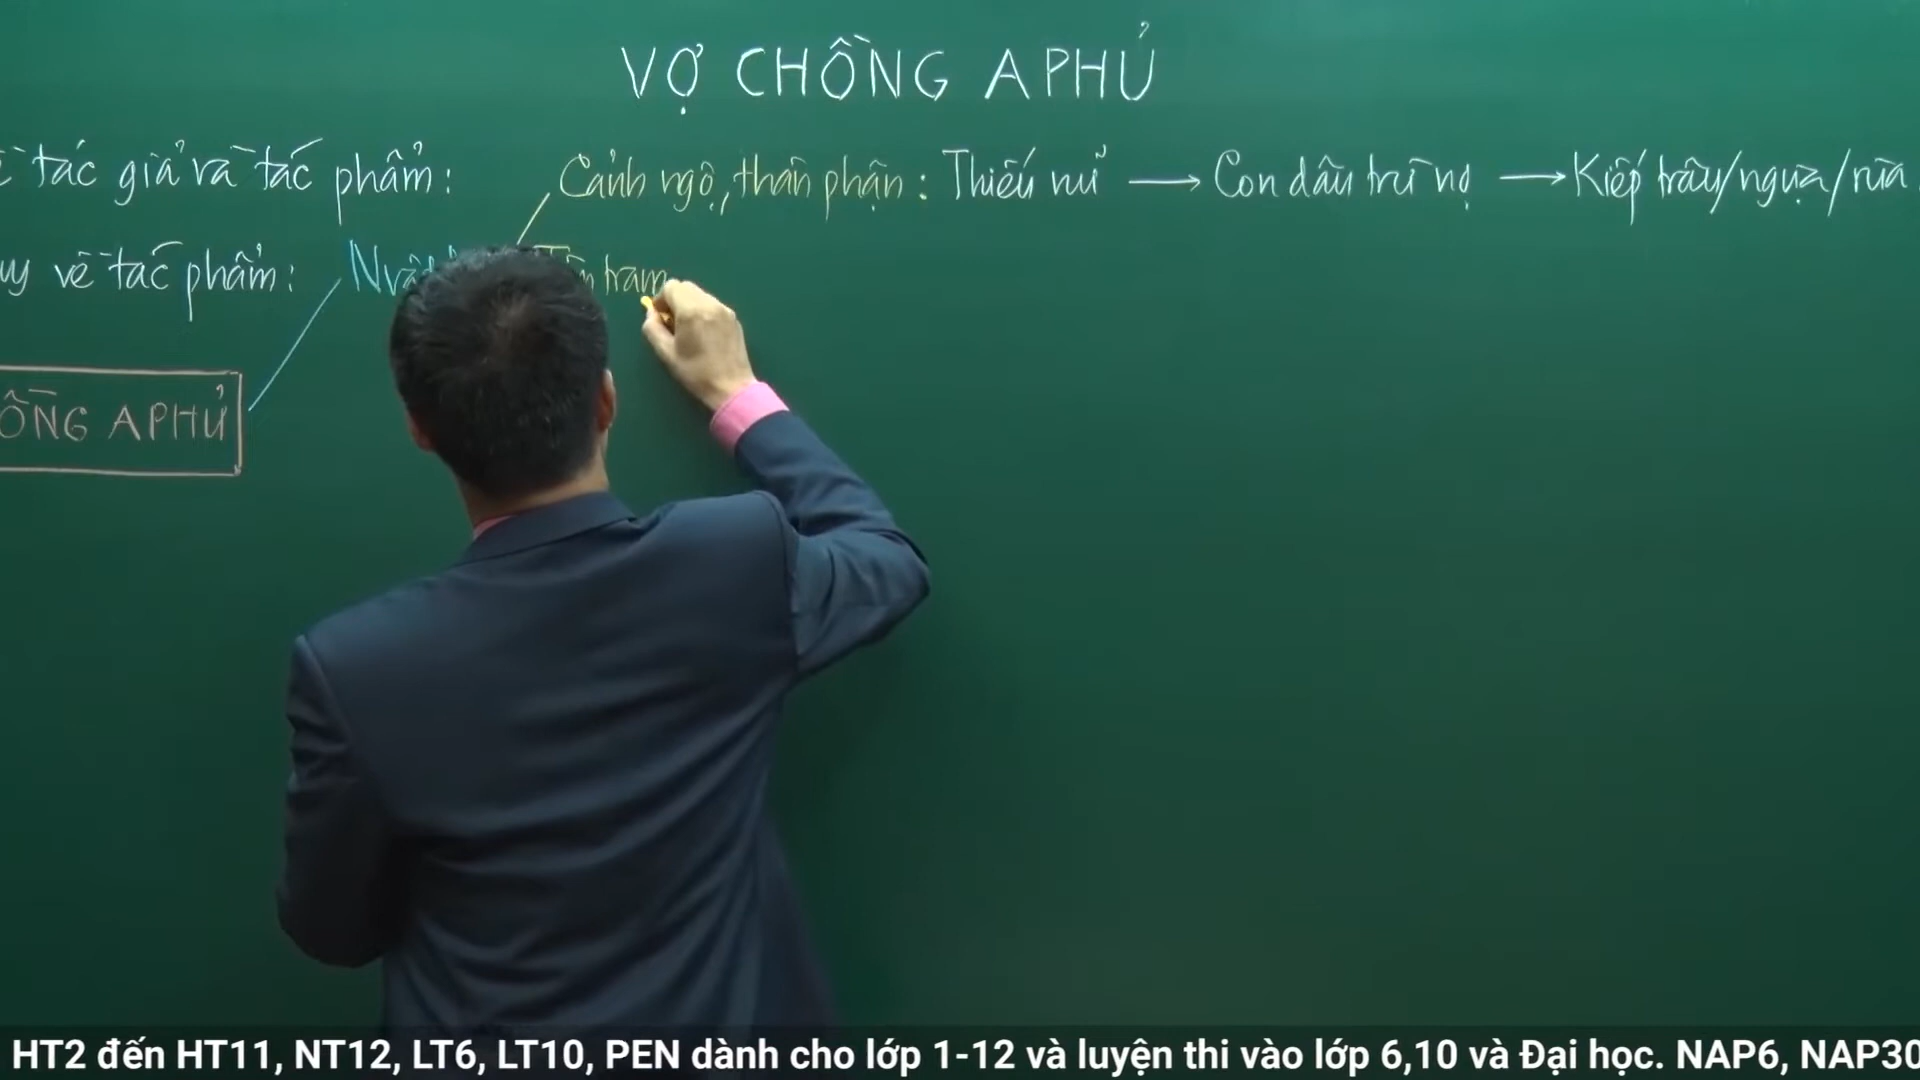 VỢ CHỒNG A PHỦ
tác giả và tác phẩm:
Cảnh ngộ, thân phận: Thiếu nữ → Con dâu trừ nợ → Kiếp trâu/ngựa/rùa
uy về tác phẩm:
ỒNG A PHỦ
HT2 đến HT11, NT12, LT6, LT10, PEN dành cho lớp 1-12 và luyện thi vào lớp 6,10 và Đại học. NAP6, NAP30